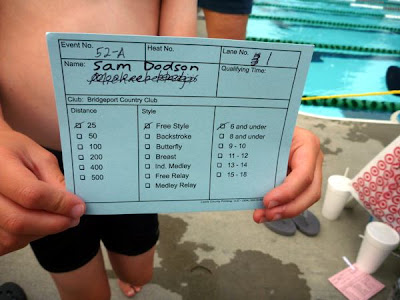 Event No. 52-A Heat No. Lane No. 1
Name: Sam Dodson Qualifying Time:
Club: Bridgeport Country Club
Distance Style
25 Free Style 6 and under
50 Backstroke 8 and under
100 Butterfly 9 - 10
200 Breast 11 - 12
400 Ind. Medley 13 - 14
500 Free Relay 15 - 18
Medley Relay